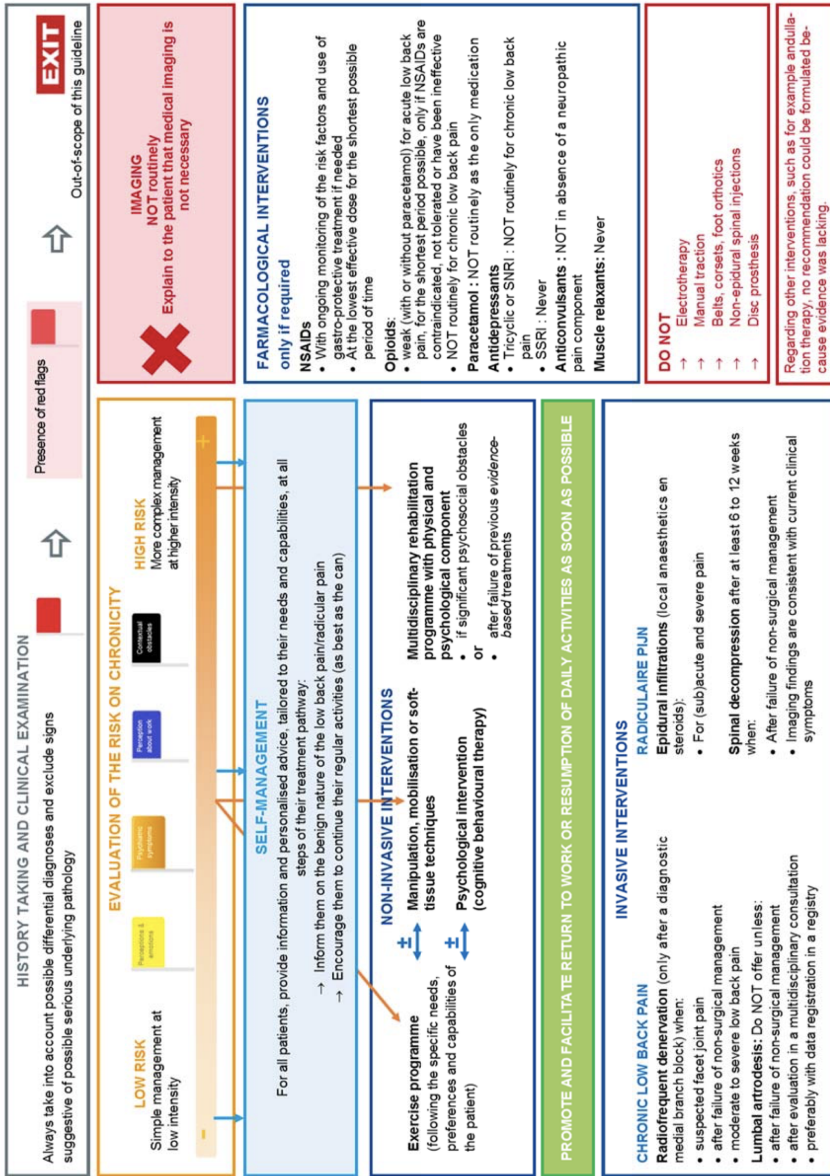 HISTORY TAKING AND CLINICAL EXAMINATION
Always take into account possible differential diagnoses and exclude signs
suggestive of possible serious underlying pathology
Presence of red flags
EXIT
Out-of-scope of this guideline
EVALUATION OF THE RISK ON CHRONICITY
LOW RISK
Simple management at
low intensity
Perceptions &
emotions
Psychiatric
symptoms
Perception
about work
Contextual
obstacles
HIGH RISK
More complex management
at higher intensity
-
+
IMAGING
NOT routinely
Explain to the patient that medical imaging is
not necessary
SELF-MANAGEMENT
For all patients, provide information and personalised advice, tailored to their needs and capabilities, at all
steps of their treatment pathway:
→ Inform them on the benign nature of the low back pain/radicular pain
→ Encourage them to continue their regular activities (as best as the can)
NON-INVASIVE INTERVENTIONS
Exercise programme
(following the specific needs,
preferences and capabilities of
the patient)
±
±
Manipulation, mobilisation or soft-
tissue techniques
Psychological intervention
(cognitive behavioural therapy)
Multidisciplinary rehabilitation
programme with physical and
psychological component
• if significant psychosocial obstacles
or
• after failure of previous evidence-
based treatments
FARMACOLOGICAL INTERVENTIONS
only if required
NSAIDs
• With ongoing monitoring of the risk factors and use of
gastro-protective treatment if needed
• At the lowest effective dose for the shortest possible
period of time
Opioids:
• weak (with or without paracetamol) for acute low back
pain, for the shortest period possible, only if NSAIDs are
contraindicated, not tolerated or have been ineffective
• NOT routinely for chronic low back pain
Paracetamol : NOT routinely as the only medication
Antidepressants
• Tricyclic or SNRI : NOT routinely for chronic low back
pain
• SSRI : Never
Anticonvulsants : NOT in absence of a neuropathic
pain component
Muscle relaxants: Never
PROMOTE AND FACILITATE RETURN TO WORK OR RESUMPTION OF DAILY ACTIVITIES AS SOON AS POSSIBLE
INVASIVE INTERVENTIONS
CHRONIC LOW BACK PAIN
Radiofrequent denervation (only after a diagnostic
medial branch block) when:
• suspected facet joint pain
• after failure of non-surgical management
• moderate to severe low back pain
Lumbal artrodesis: Do NOT offer unless:
• after failure of non-surgical management
• after evaluation in a multidisciplinary consultation
• preferably with data registration in a registry
RADICULAIRE PIJN
Epidural infiltrations (local anaesthetics en
steroids):
• For (sub)acute and severe pain
Spinal decompression after at least 6 to 12 weeks
when:
• After failure of non-surgical management
• Imaging findings are consistent with current clinical
symptoms
DO NOT
→ Electrotherapy
→ Manual traction
→ Belts, corsets, foot orthotics
→ Non-epidural spinal injections
→ Disc prosthesis
Regarding other interventions, such as for example andulla-
tion therapy, no recommendation could be formulated be-
cause evidence was lacking.